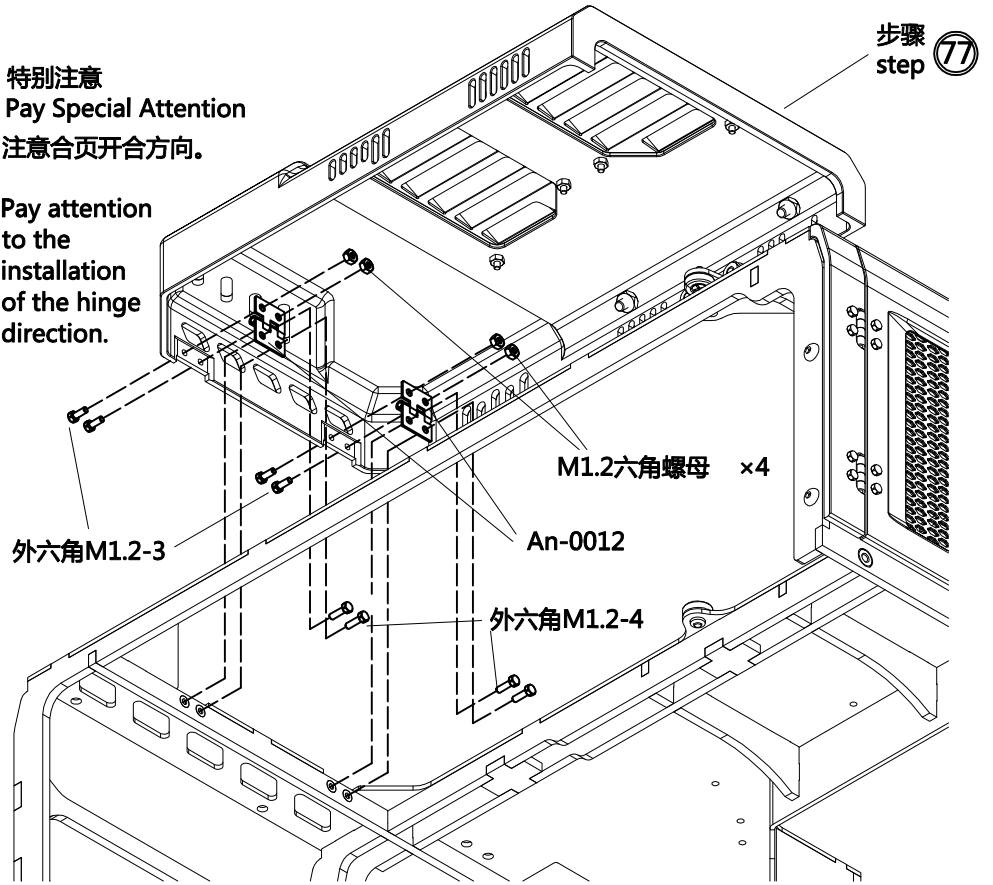 步骤
step 77
特别注意
Pay Special Attention
注意合页开合方向。
Pay attention
to the
installation
of the hinge
direction.
M1.2六角螺母 ×4
外六角M1.2-3
An-0012
外六角M1.2-4